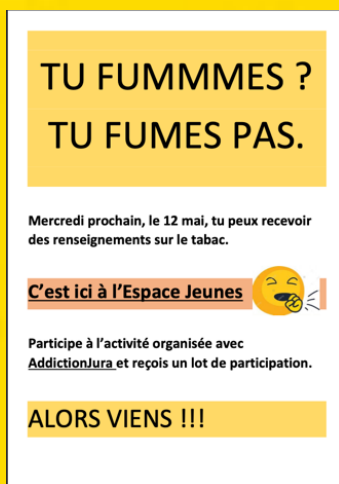 TU FUMMMES ?
TU FUMES PAS.
Mercredi prochain, le 12 mai, tu peux recevoir
des renseignements sur le tabac.
C'est ici à l'Espace Jeunes
Participe à l'activité organisée avec
AddictionJura et reçois un lot de participation.
ALORS VIENS !!!